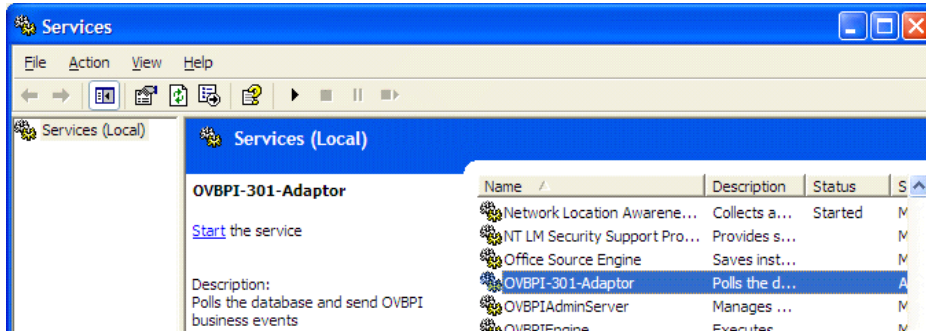 Services
File Action View Help
Services (Local)
Services (Local)
OVBPI-301-Adaptor
Start the service
Description:
Polls the database and send OVBPI
business events
Name Description Status S
Network Location Awarene... Collects a... Started M
NT LM Security Support Pro... Provides s... M
Office Source Engine Saves inst... M
OVBPI-301-Adaptor Polls the d... A
OVBPIAdminServer Manages ... M
OVBPIEngine Executes M